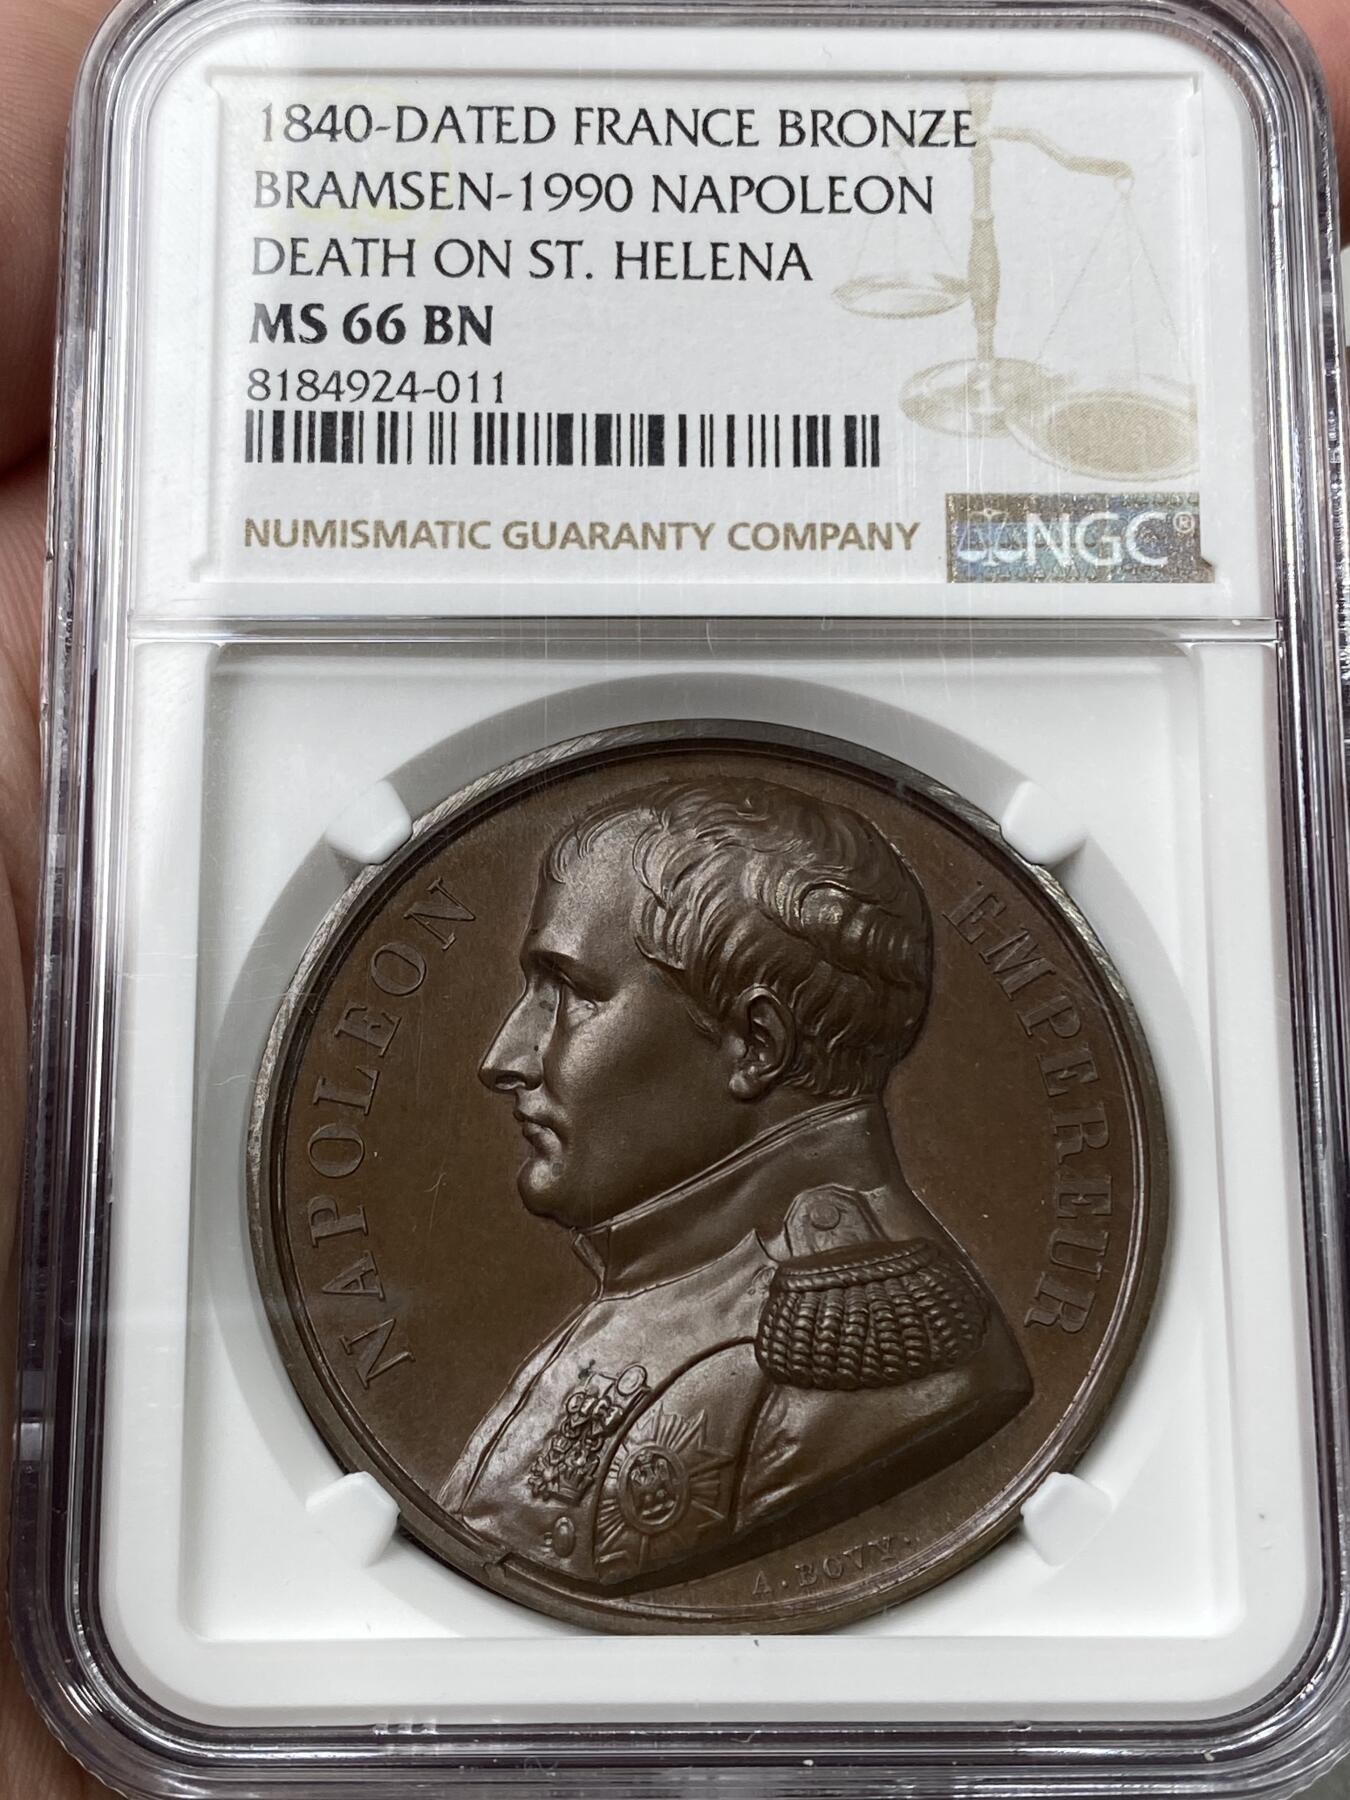 1840-DATED FRANCE BRONZE
BRAMSEN-1990 NAPOLEON
DEATH ON ST. HELENA
MS 66 BN
8184924-011
NUMISMATIC GUARANTY COMPANY
NGC®
NAPOLEON EMPEREUR
A. BOVY.